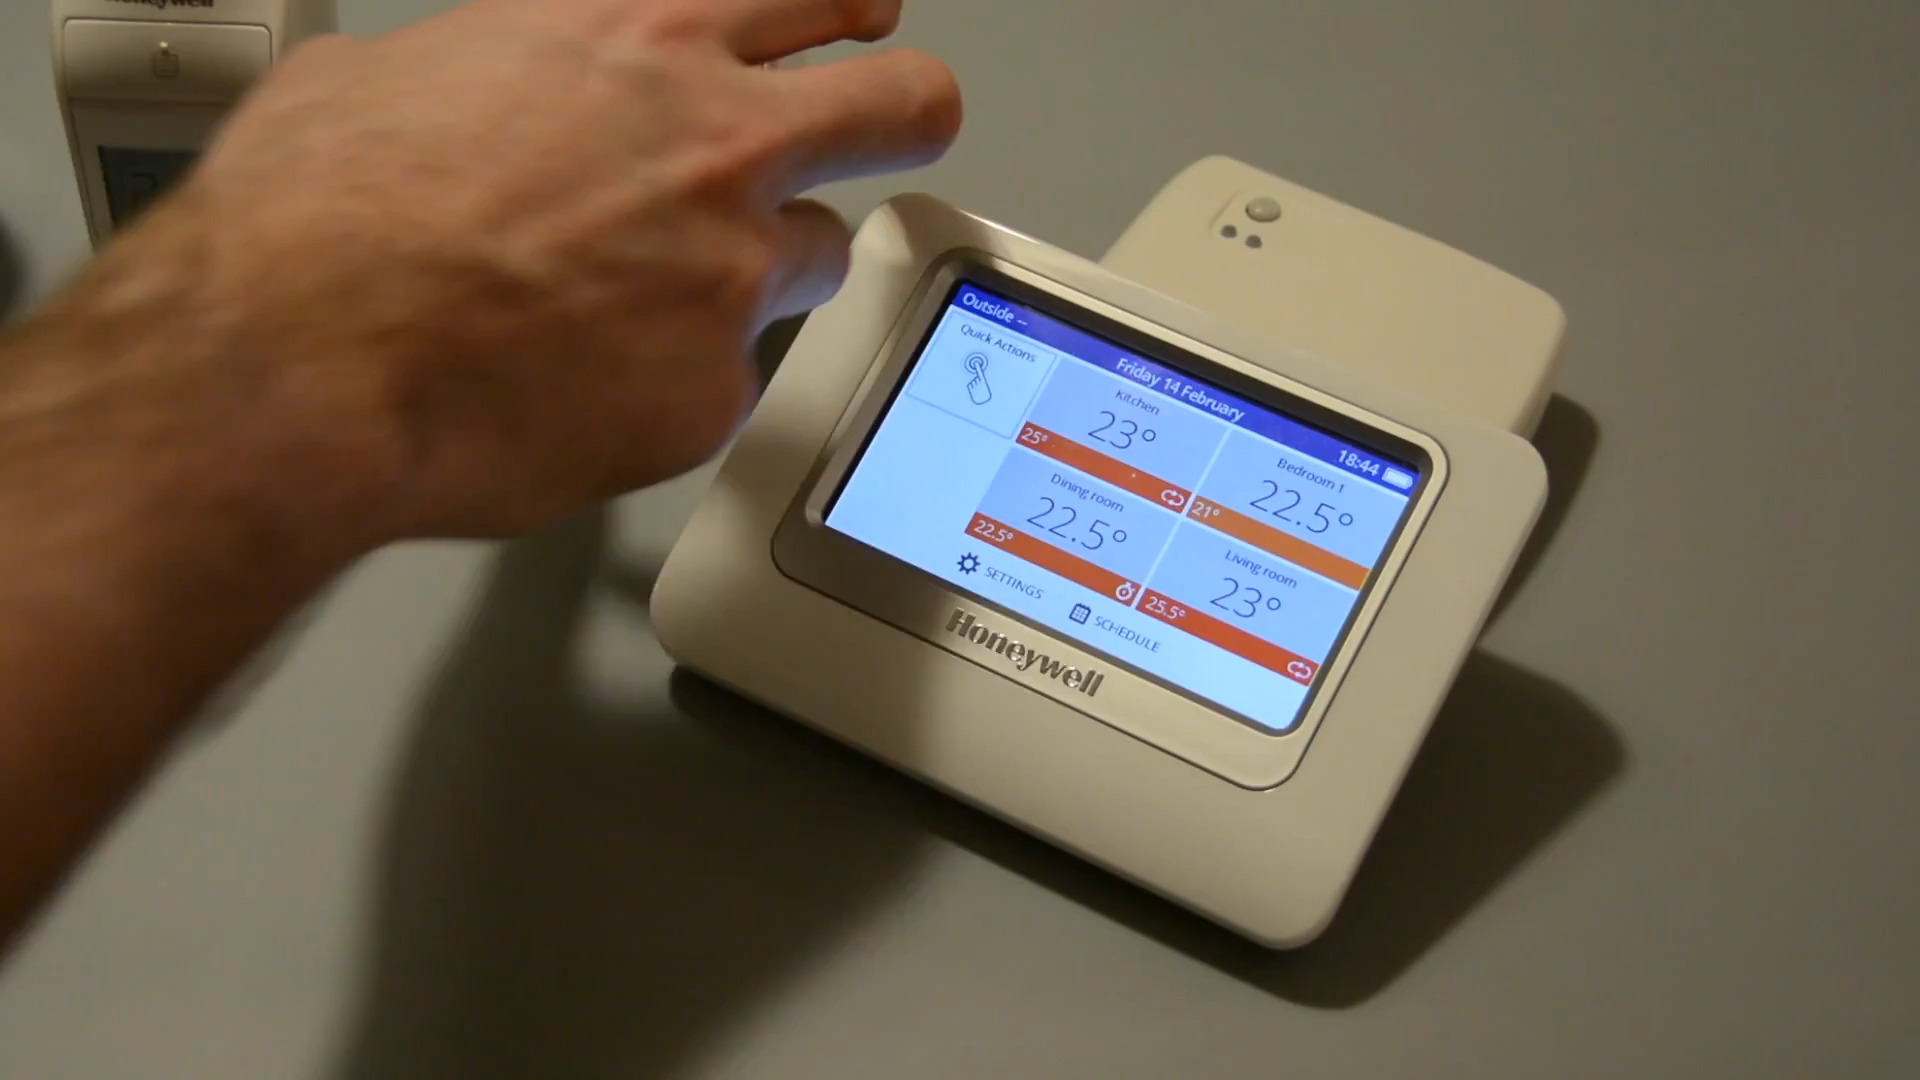 Honeywell
Outside --
Friday 14 February
18:44
Quick Actions
Kitchen
23°
25°
Bedroom 1
22.5°
21°
Dining room
22.5°
22.5°
Living room
23°
25.5°
SETTINGS
SCHEDULE
Honeywell